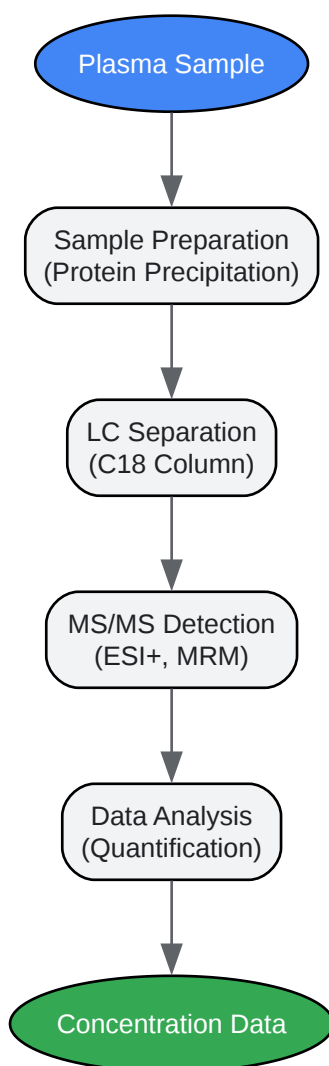 Plasma Sample
Sample Preparation
(Protein Precipitation)
LC Separation
(C18 Column)
MS/MS Detection
(ESI+, MRM)
Data Analysis
(Quantification)
Concentration Data